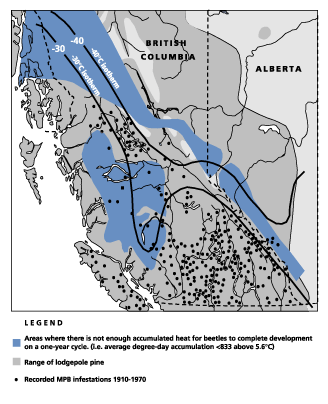 -40
-30
-40°C Isotherm
-30°C Isotherm
BRITISH
COLUMBIA
ALBERTA
LEGEND
Areas where there is not enough accumulated heat for beetles to complete development
on a one-year cycle. (i.e. average degree-day accumulation <833 above 5.6°C)
Range of lodgepole pine
Recorded MPB infestations 1910-1970